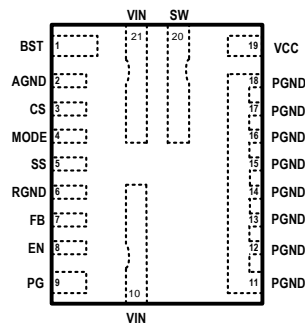 VIN SW
21 20
BST 1 19 VCC
AGND 2 18 PGND
CS 3 17 PGND
MODE 4 16 PGND
SS 5 15 PGND
RGND 6 14 PGND
FB 7 13 PGND
EN 8 12 PGND
PG 9 10 11 PGND
VIN